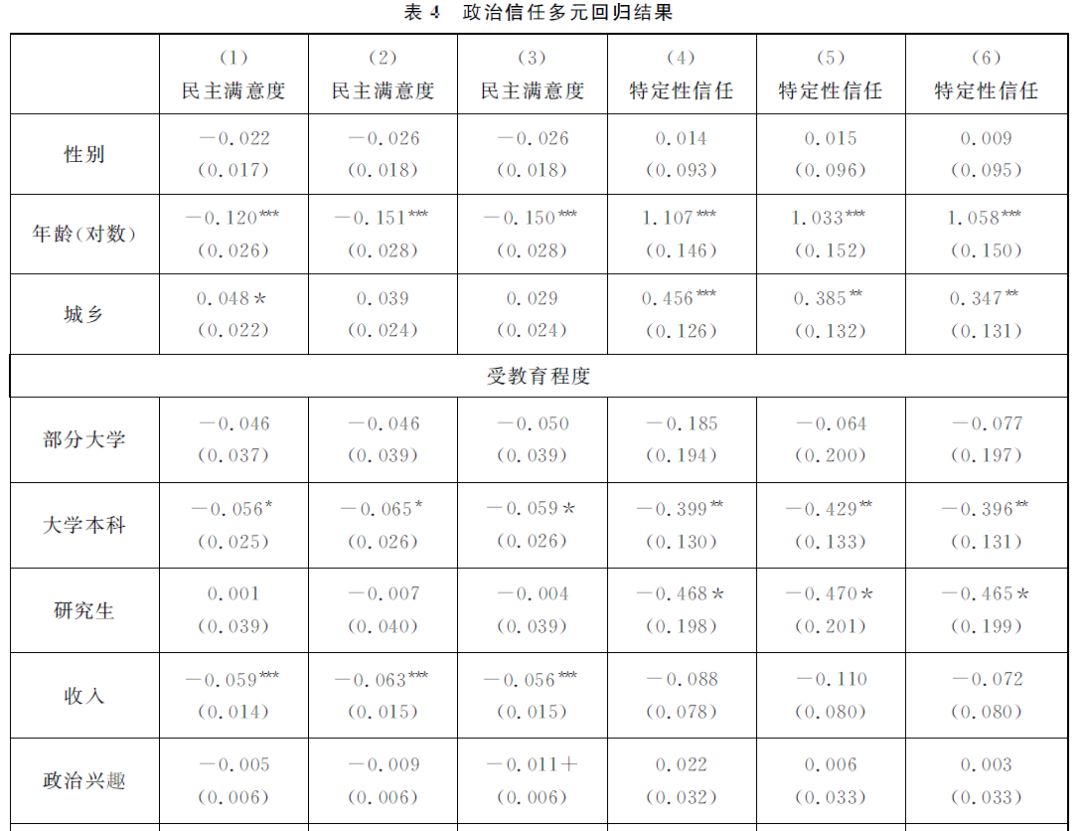 表 4 政治信任多元回归结果
(1) (2) (3) (4) (5) (6)
民主满意度 民主满意度 民主满意度 特定性信任 特定性信任 特定性信任
性别 −0.022 −0.026 −0.026 0.014 0.015 0.009
(0.017) (0.018) (0.018) (0.093) (0.096) (0.095)
年龄(对数) −0.120*** −0.151*** −0.150*** 1.107*** 1.033*** 1.058***
(0.026) (0.028) (0.028) (0.146) (0.152) (0.150)
城乡 0.048* 0.039 0.029 0.456*** 0.385** 0.347**
(0.022) (0.024) (0.024) (0.126) (0.132) (0.131)
受教育程度
部分大学 −0.046 −0.046 −0.050 −0.185 −0.064 −0.077
(0.037) (0.039) (0.039) (0.194) (0.200) (0.197)
大学本科 −0.056* −0.065* −0.059* −0.399** −0.429** −0.396**
(0.025) (0.026) (0.026) (0.130) (0.133) (0.131)
研究生 0.001 −0.007 −0.004 −0.468* −0.470* −0.465*
(0.039) (0.040) (0.039) (0.198) (0.201) (0.199)
收入 −0.059*** −0.063*** −0.056*** −0.088 −0.110 −0.072
(0.014) (0.015) (0.015) (0.078) (0.080) (0.080)
政治兴趣 −0.005 −0.009 −0.011+ 0.022 0.006 0.003
(0.006) (0.006) (0.006) (0.032) (0.033) (0.033)